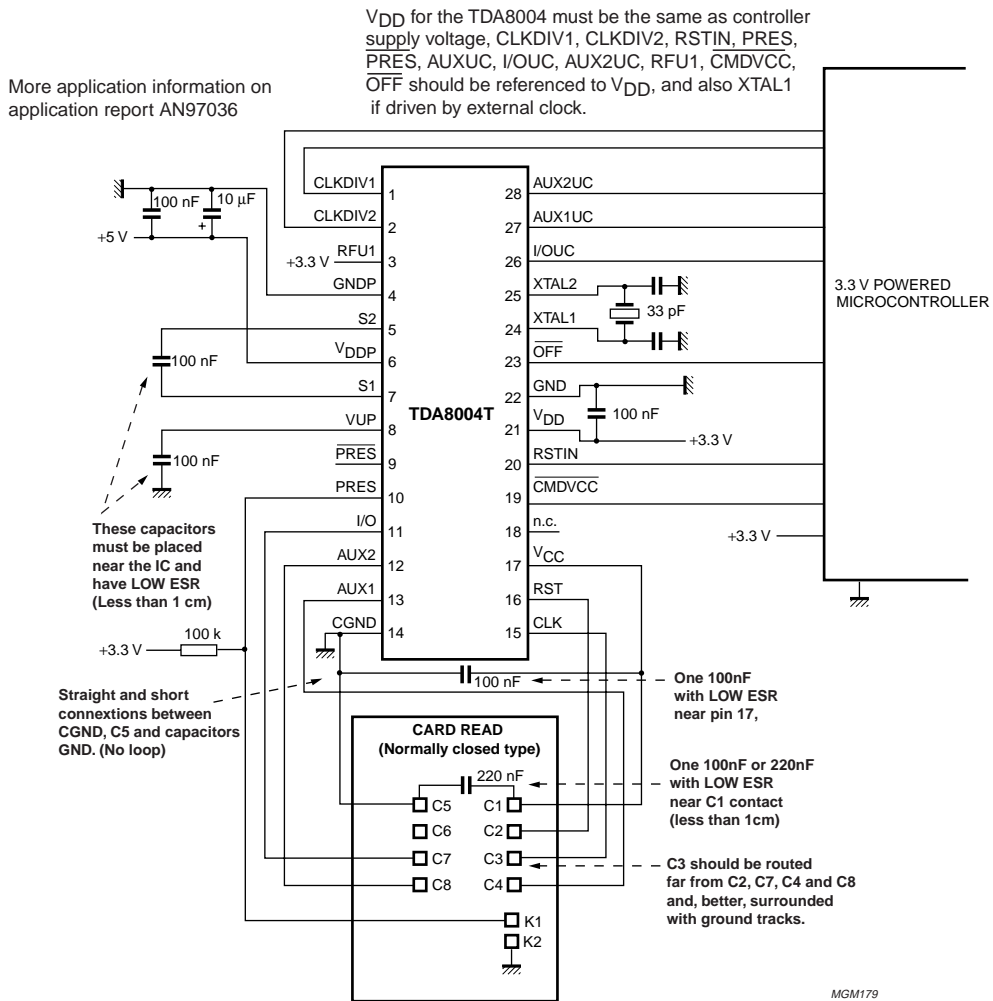 VDD for the TDA8004 must be the same as controller
supply voltage, CLKDIV1, CLKDIV2, RSTIN, PRES,
PRES, AUXUC, I/OUC, AUX2UC, RFU1, CMDVCC,
OFF should be referenced to VDD, and also XTAL1
if driven by external clock.
More application information on
application report AN97036
100 nF
10 μF
+
+5 V
+3.3 V
100 nF
100 nF
These capacitors
must be placed
near the IC and
have LOW ESR
(Less than 1 cm)
+3.3 V
100 k
Straight and short
connextions between
CGND, C5 and capacitors
GND. (No loop)
CLKDIV1
1
CLKDIV2
2
RFU1
3
GNDP
4
S2
5
VDDP
6
S1
7
VUP
8
PRES
9
PRES
10
I/O
11
AUX2
12
AUX1
13
CGND
14
TDA8004T
28
AUX2UC
27
AUX1UC
26
I/OUC
25
XTAL2
24
XTAL1
23
OFF
22
GND
21
VDD
20
RSTIN
19
CMDVCC
18
n.c.
17
VCC
16
RST
15
CLK
33 pF
100 nF
+3.3 V
3.3 V POWERED
MICROCONTROLLER
+3.3 V
100 nF
One 100nF
with LOW ESR
near pin 17,
CARD READ
(Normally closed type)
220 nF
C5
C1
C6
C2
C7
C3
C8
C4
K1
K2
One 100nF or 220nF
with LOW ESR
near C1 contact
(less than 1cm)
C3 should be routed
far from C2, C7, C4 and C8
and, better, surrounded
with ground tracks.
MGM179